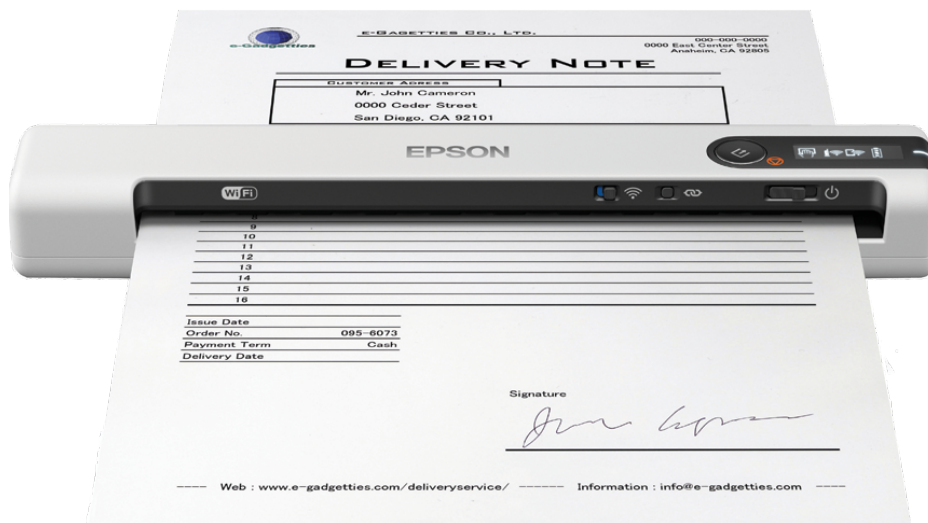 e-Gadgetties
E-GAGETTIES CO., LTD.
000-000-0000
0000 East Center Street
Anaheim, CA 92805
DELIVERY NOTE
CUSTOMER ADRESS
Mr. John Cameron
0000 Ceder Street
San Diego, CA 92101
EPSON
WiFi
9
10
11
12
13
14
15
16
Issue Date
Order No. 095-6073
Payment Term Cash
Delivery Date
Signature
---- Web : www.e-gadgetties.com/deliveryservice/ ------ Information : info@e-gadgetties.com ----